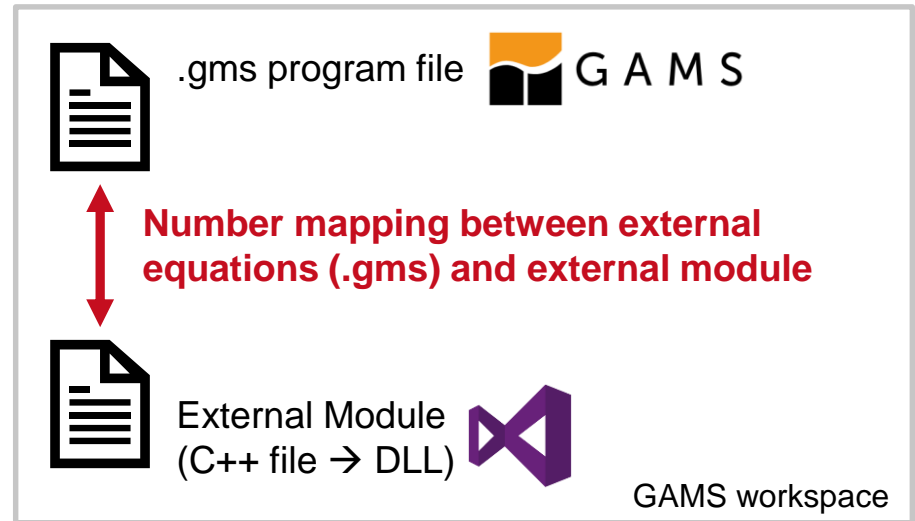 .gms program file
GAMS
Number mapping between external
equations (.gms) and external module
External Module
(C++ file → DLL)
GAMS workspace